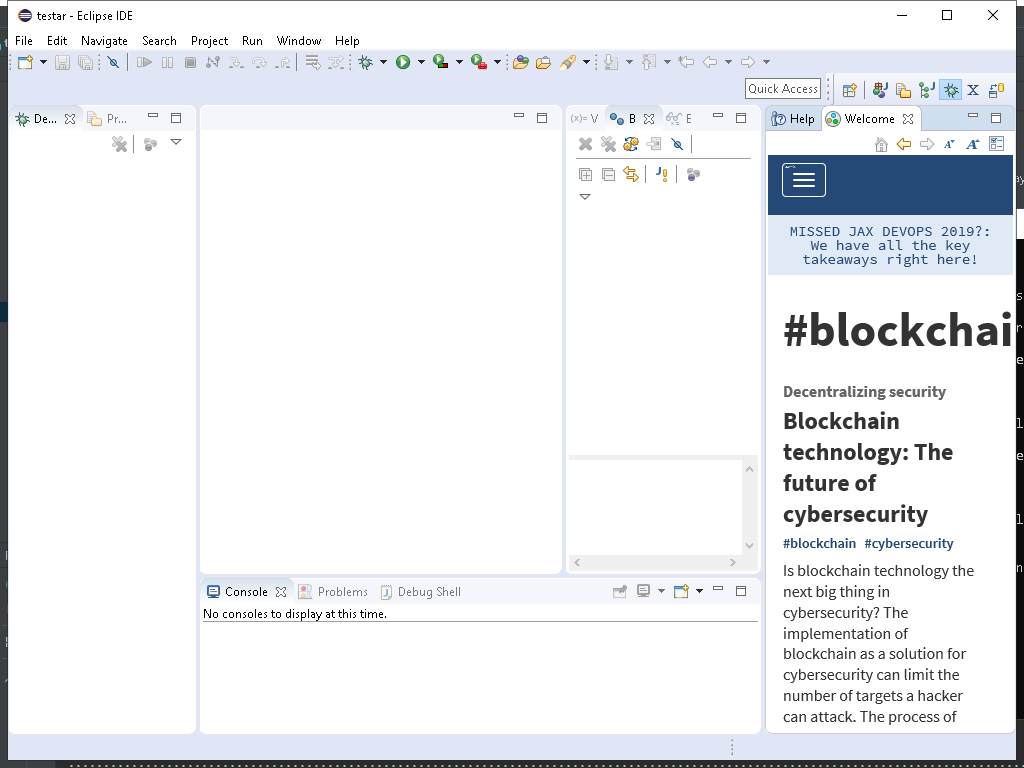 testar - Eclipse IDE
File Edit Navigate Search Project Run Window Help
Quick Access
De... Pr...
(x)= V B E
Help Welcome
MISSED JAX DEVOPS 2019?:
We have all the key
takeaways right here!
#blockchai
Decentralizing security
Blockchain
technology: The
future of
cybersecurity
#blockchain #cybersecurity
Is blockchain technology the
next big thing in
cybersecurity? The
implementation of
blockchain as a solution for
cybersecurity can limit the
number of targets a hacker
can attack. The process of
Console Problems Debug Shell
No consoles to display at this time.